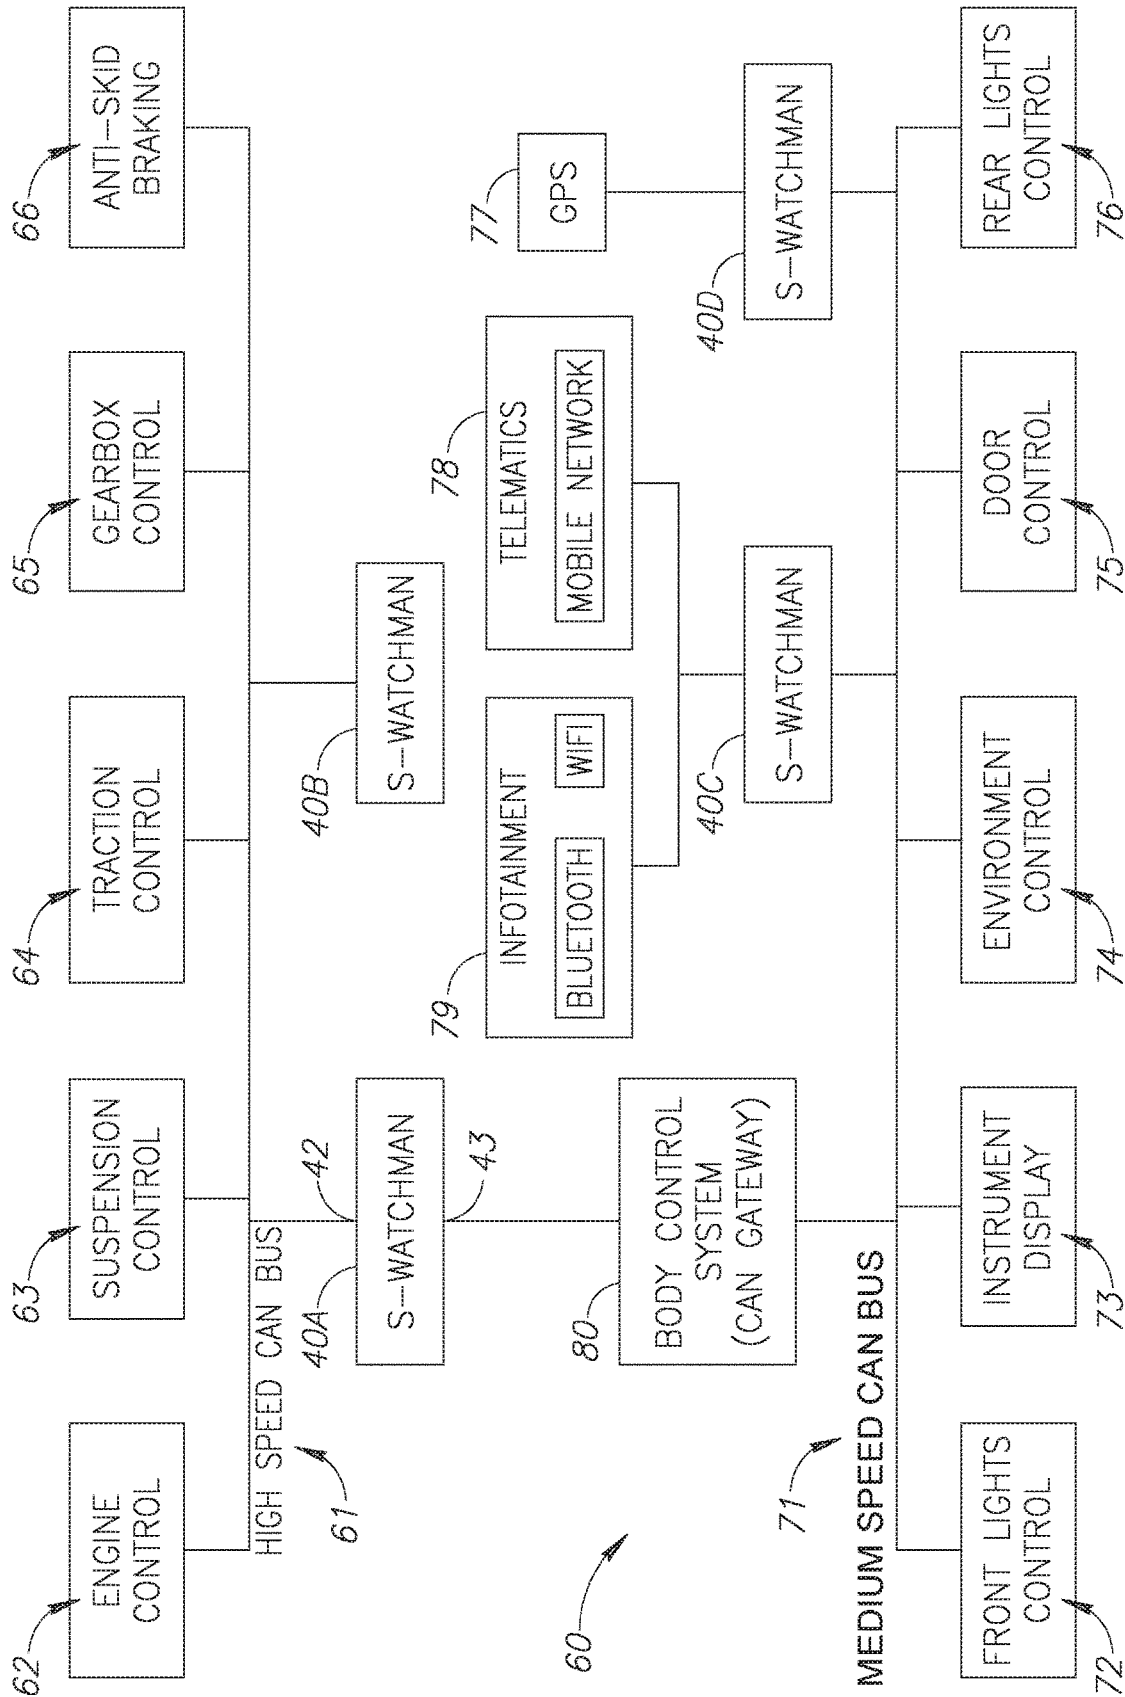 62
ENGINE
CONTROL
63
SUSPENSION
CONTROL
64
TRACTION
CONTROL
65
GEARBOX
CONTROL
66
ANTI-SKID
BRAKING
HIGH SPEED CAN BUS
61
42
40A
S-WATCHMAN
43
40B
S-WATCHMAN
79
INFOTAINMENT
BLUETOOTH
WIFI
78
TELEMATICS
MOBILE NETWORK
77
GPS
60
80
BODY CONTROL
SYSTEM
(CAN GATEWAY)
40C
S-WATCHMAN
40D
S-WATCHMAN
71
MEDIUM SPEED CAN BUS
FRONT LIGHTS
CONTROL
72
INSTRUMENT
DISPLAY
73
ENVIRONMENT
CONTROL
74
DOOR
CONTROL
75
REAR LIGHTS
CONTROL
76